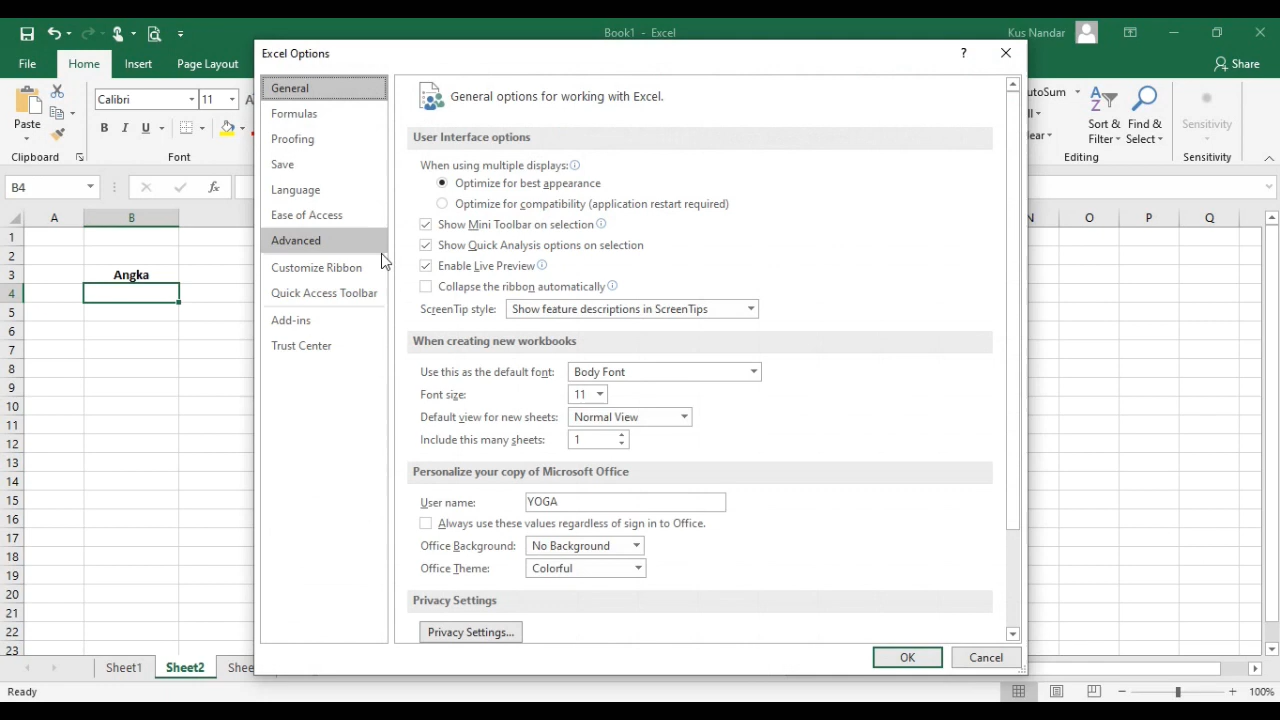 Book1 - Excel
Kus Nandar
File
Home
Insert
Page Layout
Share
Excel Options
?
Paste
Calibri
11
B I U
Clipboard
Font
AutoSum
Sort &
Filter
Find &
Select
Sensitivity
Editing
Sensitivity
B4
fx
A
B
N
O
P
Q
1
2
3
4
5
6
7
8
9
10
11
12
13
14
15
16
17
18
19
20
21
22
23
Angka
General
Formulas
Proofing
Save
Language
Ease of Access
Advanced
Customize Ribbon
Quick Access Toolbar
Add-ins
Trust Center
General options for working with Excel.
User Interface options
When using multiple displays:
Optimize for best appearance
Optimize for compatibility (application restart required)
Show Mini Toolbar on selection
Show Quick Analysis options on selection
Enable Live Preview
Collapse the ribbon automatically
ScreenTip style: Show feature descriptions in ScreenTips
When creating new workbooks
Use this as the default font: Body Font
Font size: 11
Default view for new sheets: Normal View
Include this many sheets: 1
Personalize your copy of Microsoft Office
User name: YOGA
Always use these values regardless of sign in to Office.
Office Background: No Background
Office Theme: Colorful
Privacy Settings
Privacy Settings...
OK
Cancel
Sheet1
Sheet2
Ready
100%